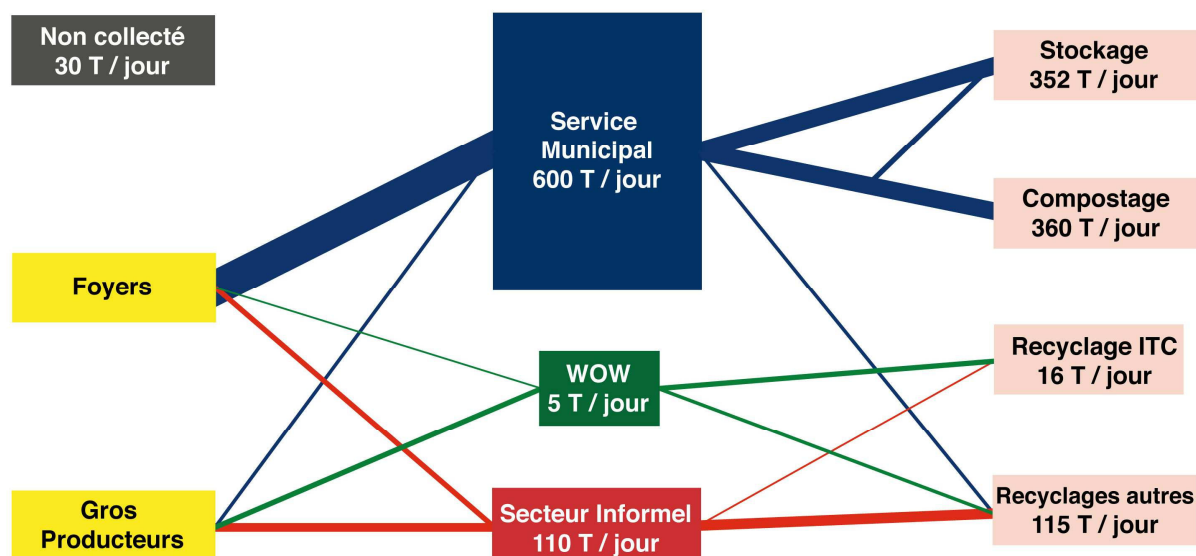 Non collecté
30 T / jour
Foyers
Gros
Producteurs
Service
Municipal
600 T / jour
WOW
5 T / jour
Secteur Informel
110 T / jour
Stockage
352 T / jour
Compostage
360 T / jour
Recyclage ITC
16 T / jour
Recyclages autres
115 T / jour